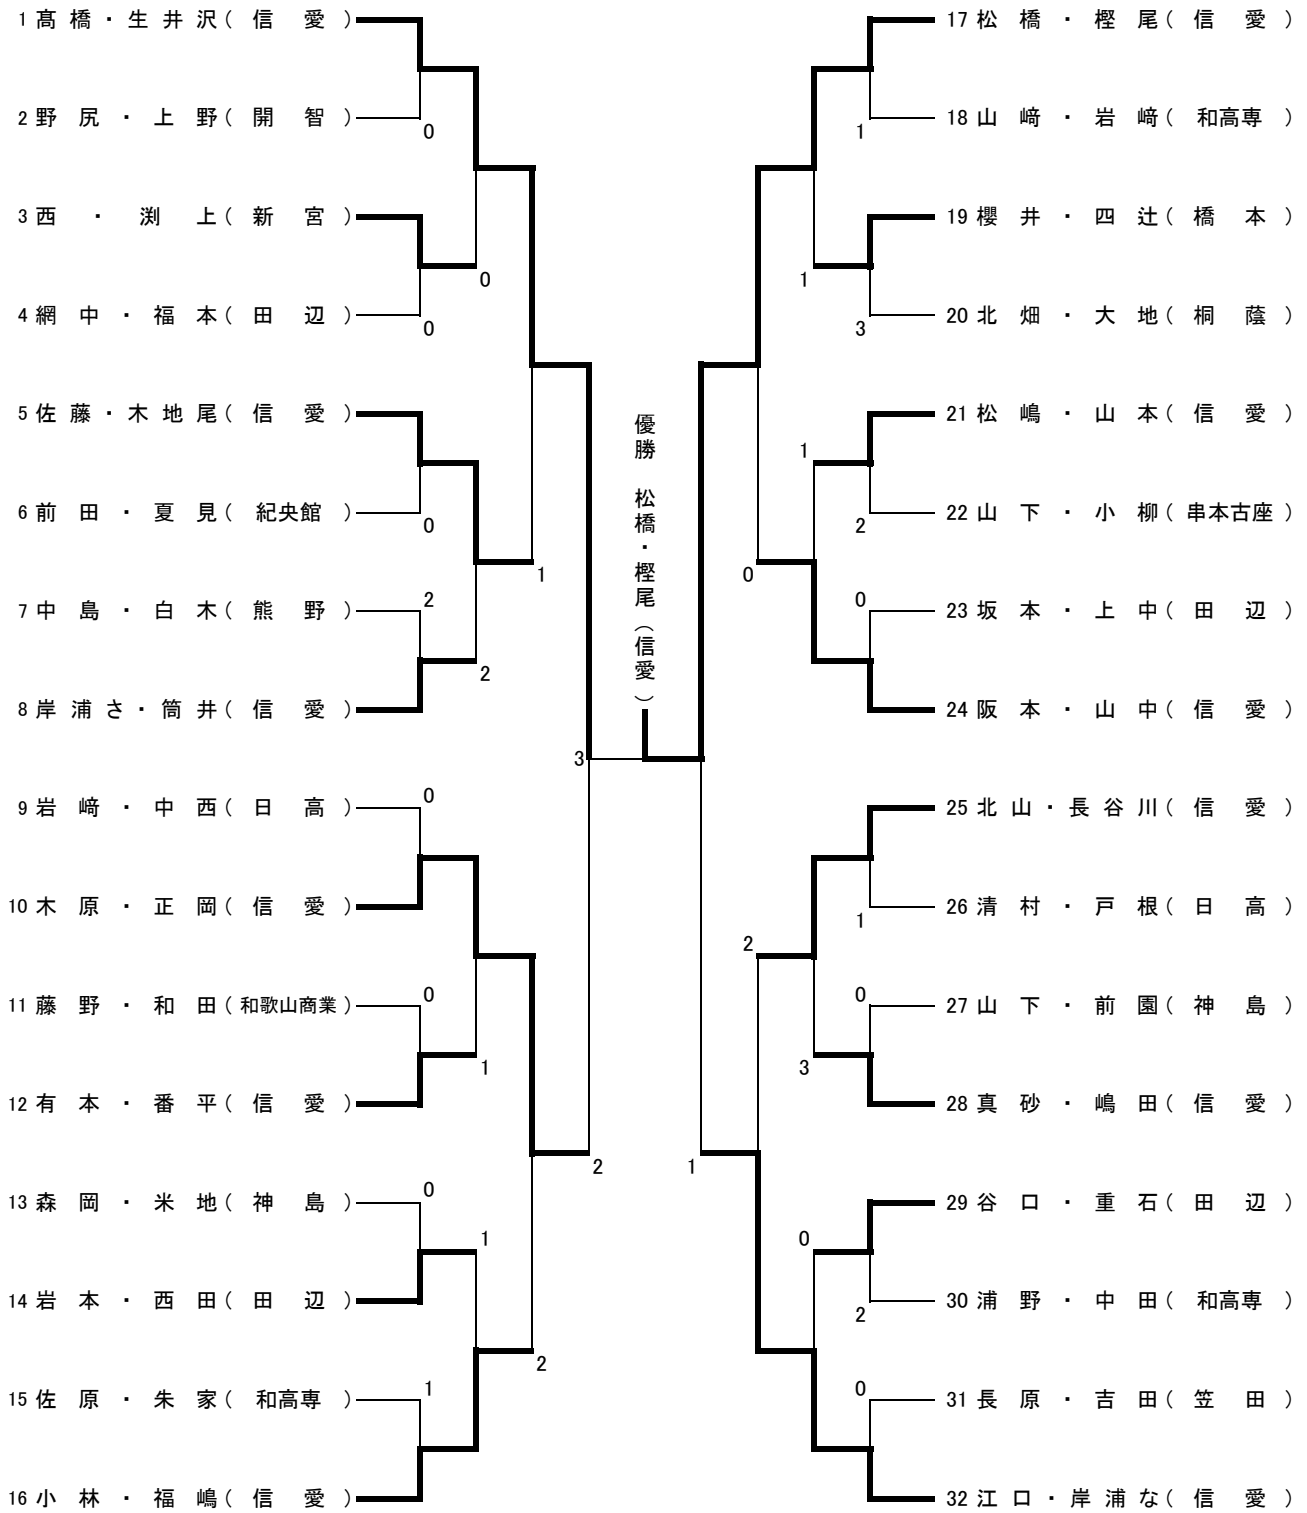 1 髙橋・生井沢(信愛)
2 野尻・上野(開智)
0
3 西・渕上(新宮)
0
4 網中・福本(田辺)
0
5 佐藤・木地尾(信愛)
6 前田・夏見(紀央館)
0
1
7 中島・白木(熊野)
2
2
8 岸浦さ・筒井(信愛)
3
9 岩﨑・中西(日高)
0
10 木原・正岡(信愛)
11 藤野・和田(和歌山商業)
0
1
12 有本・番平(信愛)
2
13 森岡・米地(神島)
0
1
14 岩本・西田(田辺)
2
15 佐原・朱家(和高専)
1
16 小林・福嶋(信愛)
優勝 松橋・樫尾(信愛)
17 松橋・樫尾(信愛)
18 山﨑・岩﨑(和高専)
1
19 櫻井・四辻(橋本)
1
20 北畑・大地(桐蔭)
3
21 松嶋・山本(信愛)
1
22 山下・小柳(串本古座)
2
0
23 坂本・上中(田辺)
0
24 阪本・山中(信愛)
25 北山・長谷川(信愛)
26 清村・戸根(日高)
1
2
27 山下・前園(神島)
0
3
28 真砂・嶋田(信愛)
1
29 谷口・重石(田辺)
0
30 浦野・中田(和高専)
2
31 長原・吉田(笠田)
0
32 江口・岸浦な(信愛)